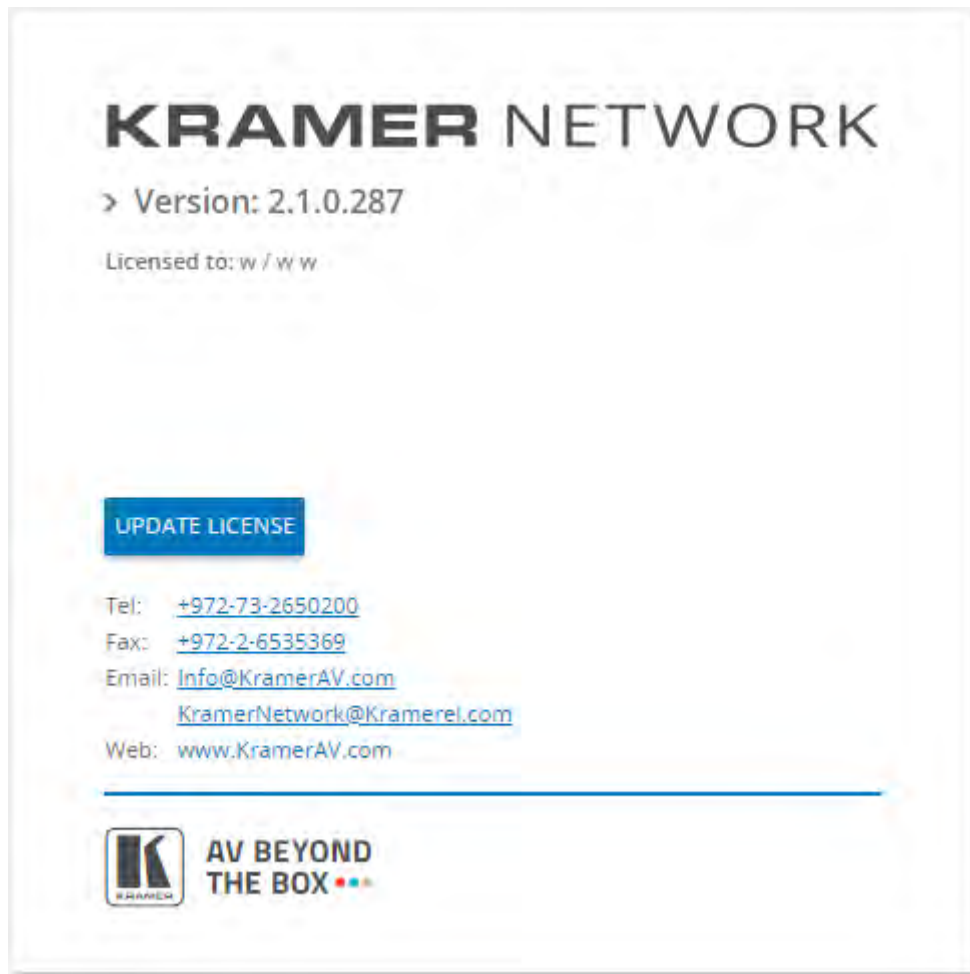 KRAMER NETWORK
> Version: 2.1.0.287
Licensed to: w / w w
UPDATE LICENSE
Tel: +972-73-2650200
Fax: +972-2-6535369
Email: Info@KramerAV.com
KramerNetwork@Kramerel.com
Web: www.KramerAV.com
K
KRAMER
AV BEYOND
THE BOX